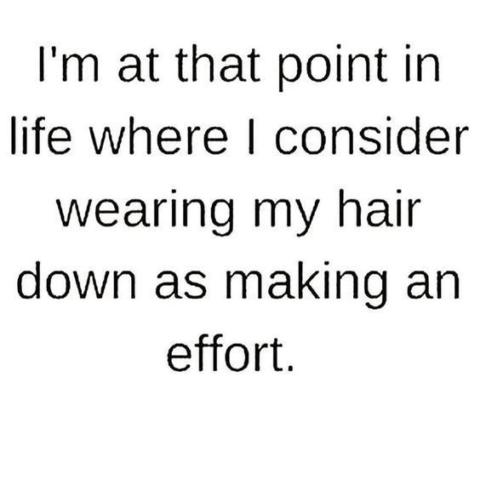 I'm at that point in
life where I consider
wearing my hair
down as making an
effort.